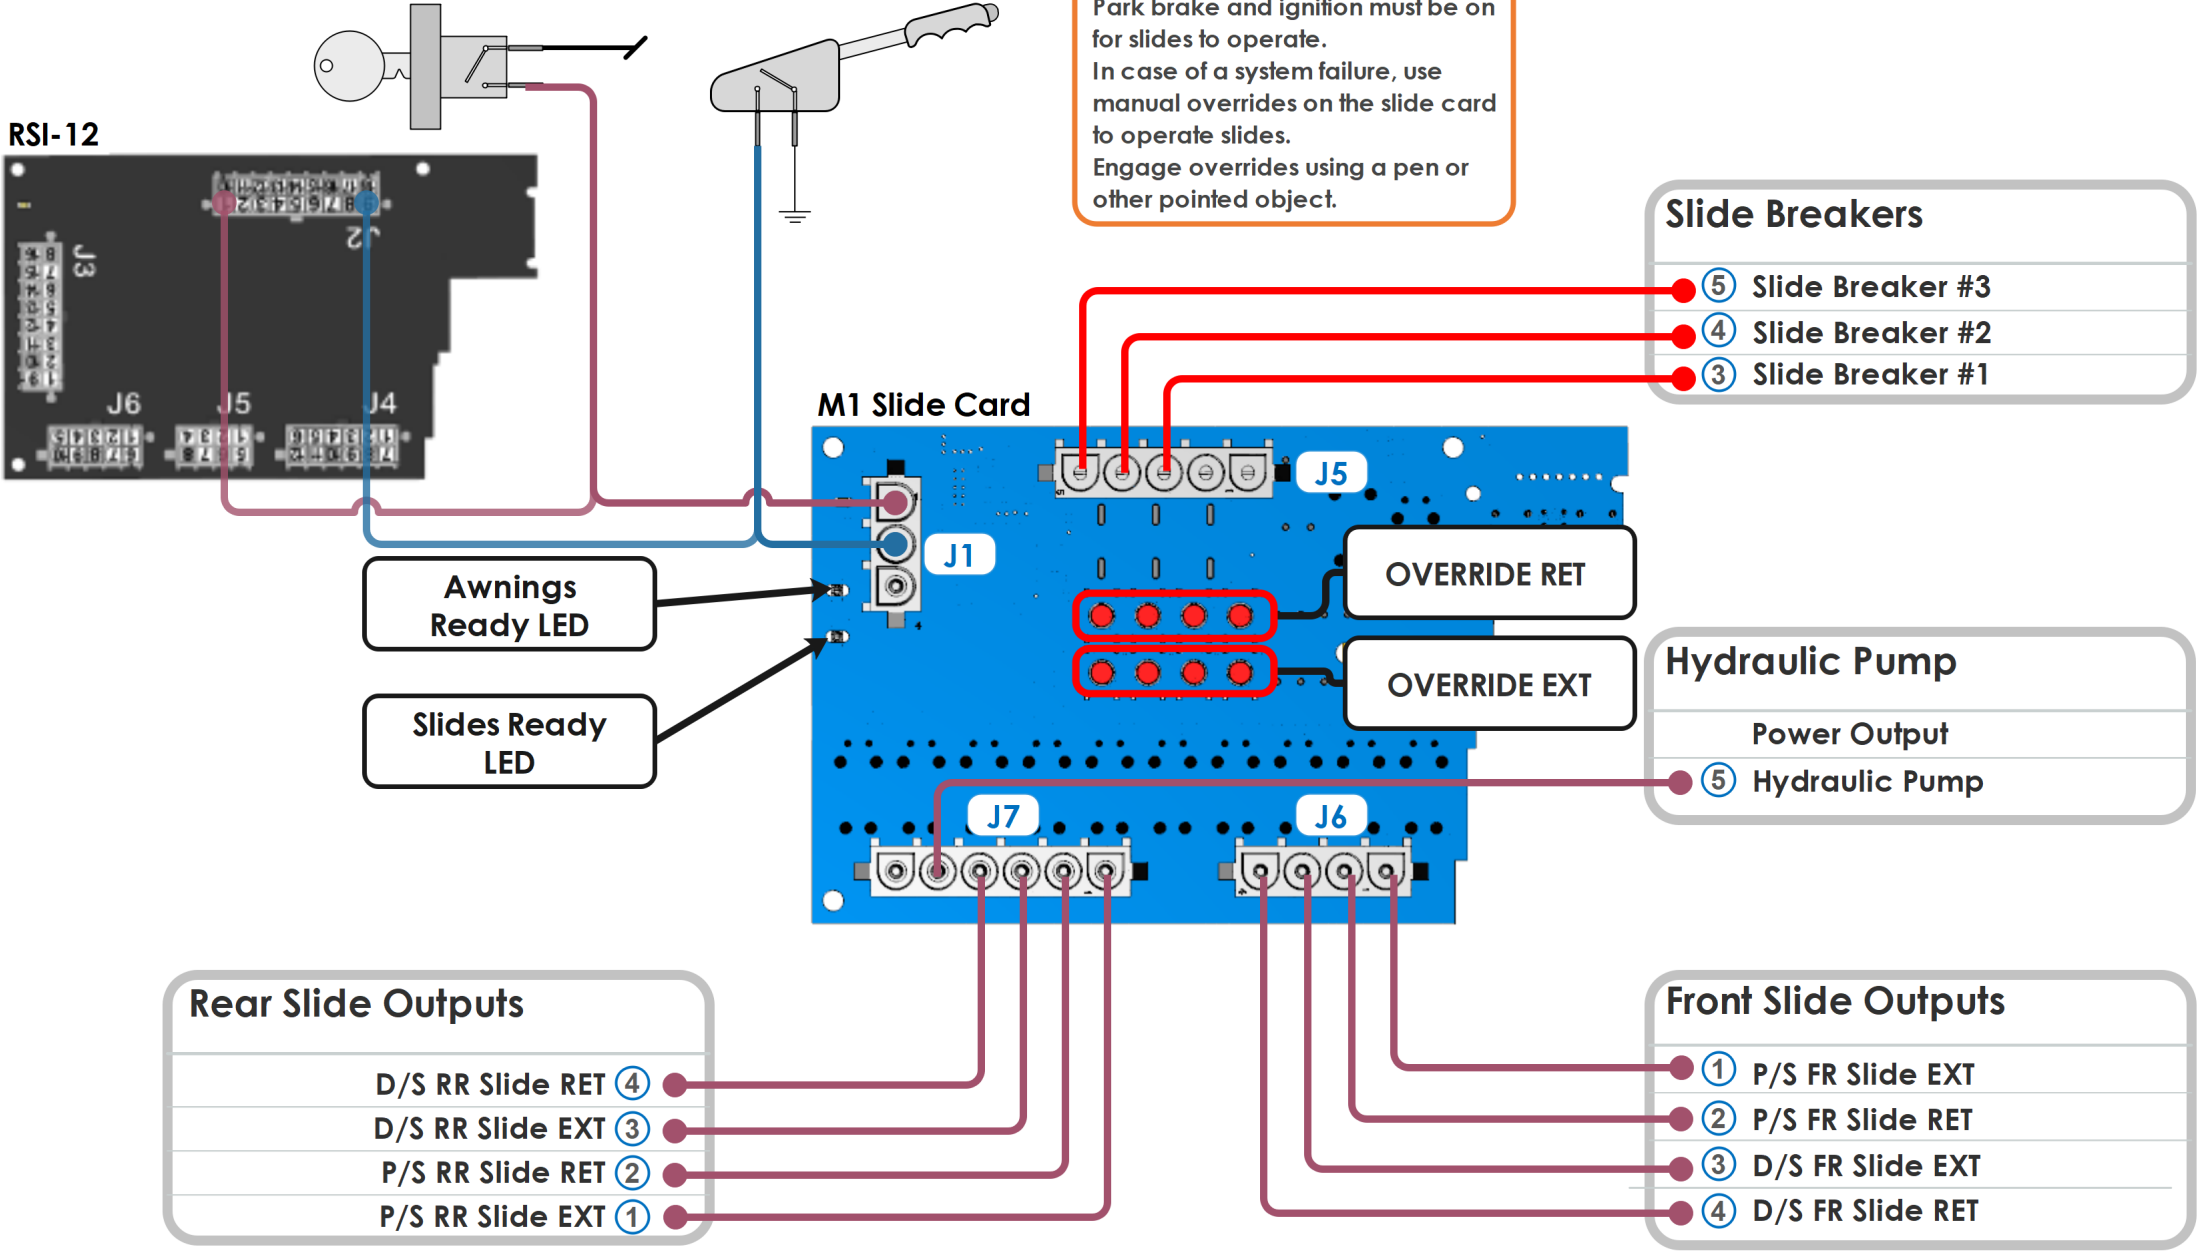 Park brake and ignition must be on
for slides to operate.
In case of a system failure, use
manual overrides on the slide card
to operate slides.
Engage overrides using a pen or
other pointed object.
RSI-12
J2
J3
J6
J5
J4
Slide Breakers
5 Slide Breaker #3
4 Slide Breaker #2
3 Slide Breaker #1
M1 Slide Card
J5
J1
Awnings
Ready LED
Slides Ready
LED
OVERRIDE RET
OVERRIDE EXT
Hydraulic Pump
Power Output
5 Hydraulic Pump
J7
J6
Rear Slide Outputs
D/S RR Slide RET 4
D/S RR Slide EXT 3
P/S RR Slide RET 2
P/S RR Slide EXT 1
Front Slide Outputs
1 P/S FR Slide EXT
2 P/S FR Slide RET
3 D/S FR Slide EXT
4 D/S FR Slide RET